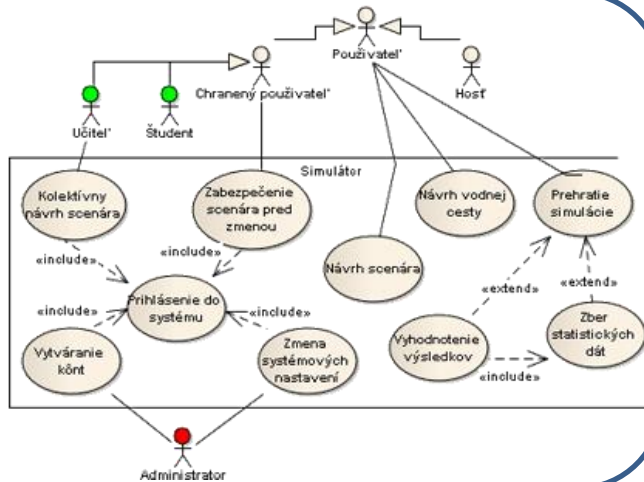 Používateľ
Chranený používateľ
Hosť
Učiteľ
Študent
Simulátor
Kolektívny
návrh scenára
Zabezpečenie
scenára pred
zmenou
Návrh vodnej
cesty
Prehratie
simulácie
«include»
«include»
Návrh scenára
«extend»
«extend»
Prihlásenie do
systému
«include»
«include»
Vytváranie
kônt
Zmena
systémových
nastavení
Vyhodnotenie
výsledkov
Zber
statistických
dát
«include»
Administrator